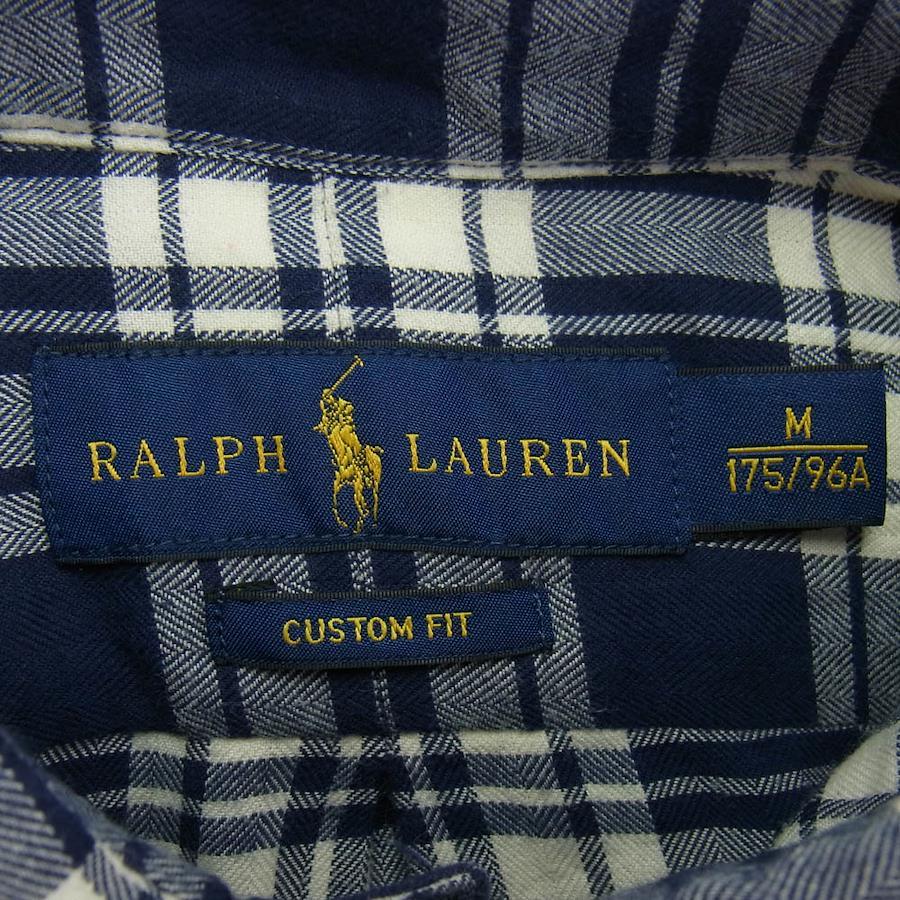 RALPH LAUREN
M
175/96A
CUSTOM FIT